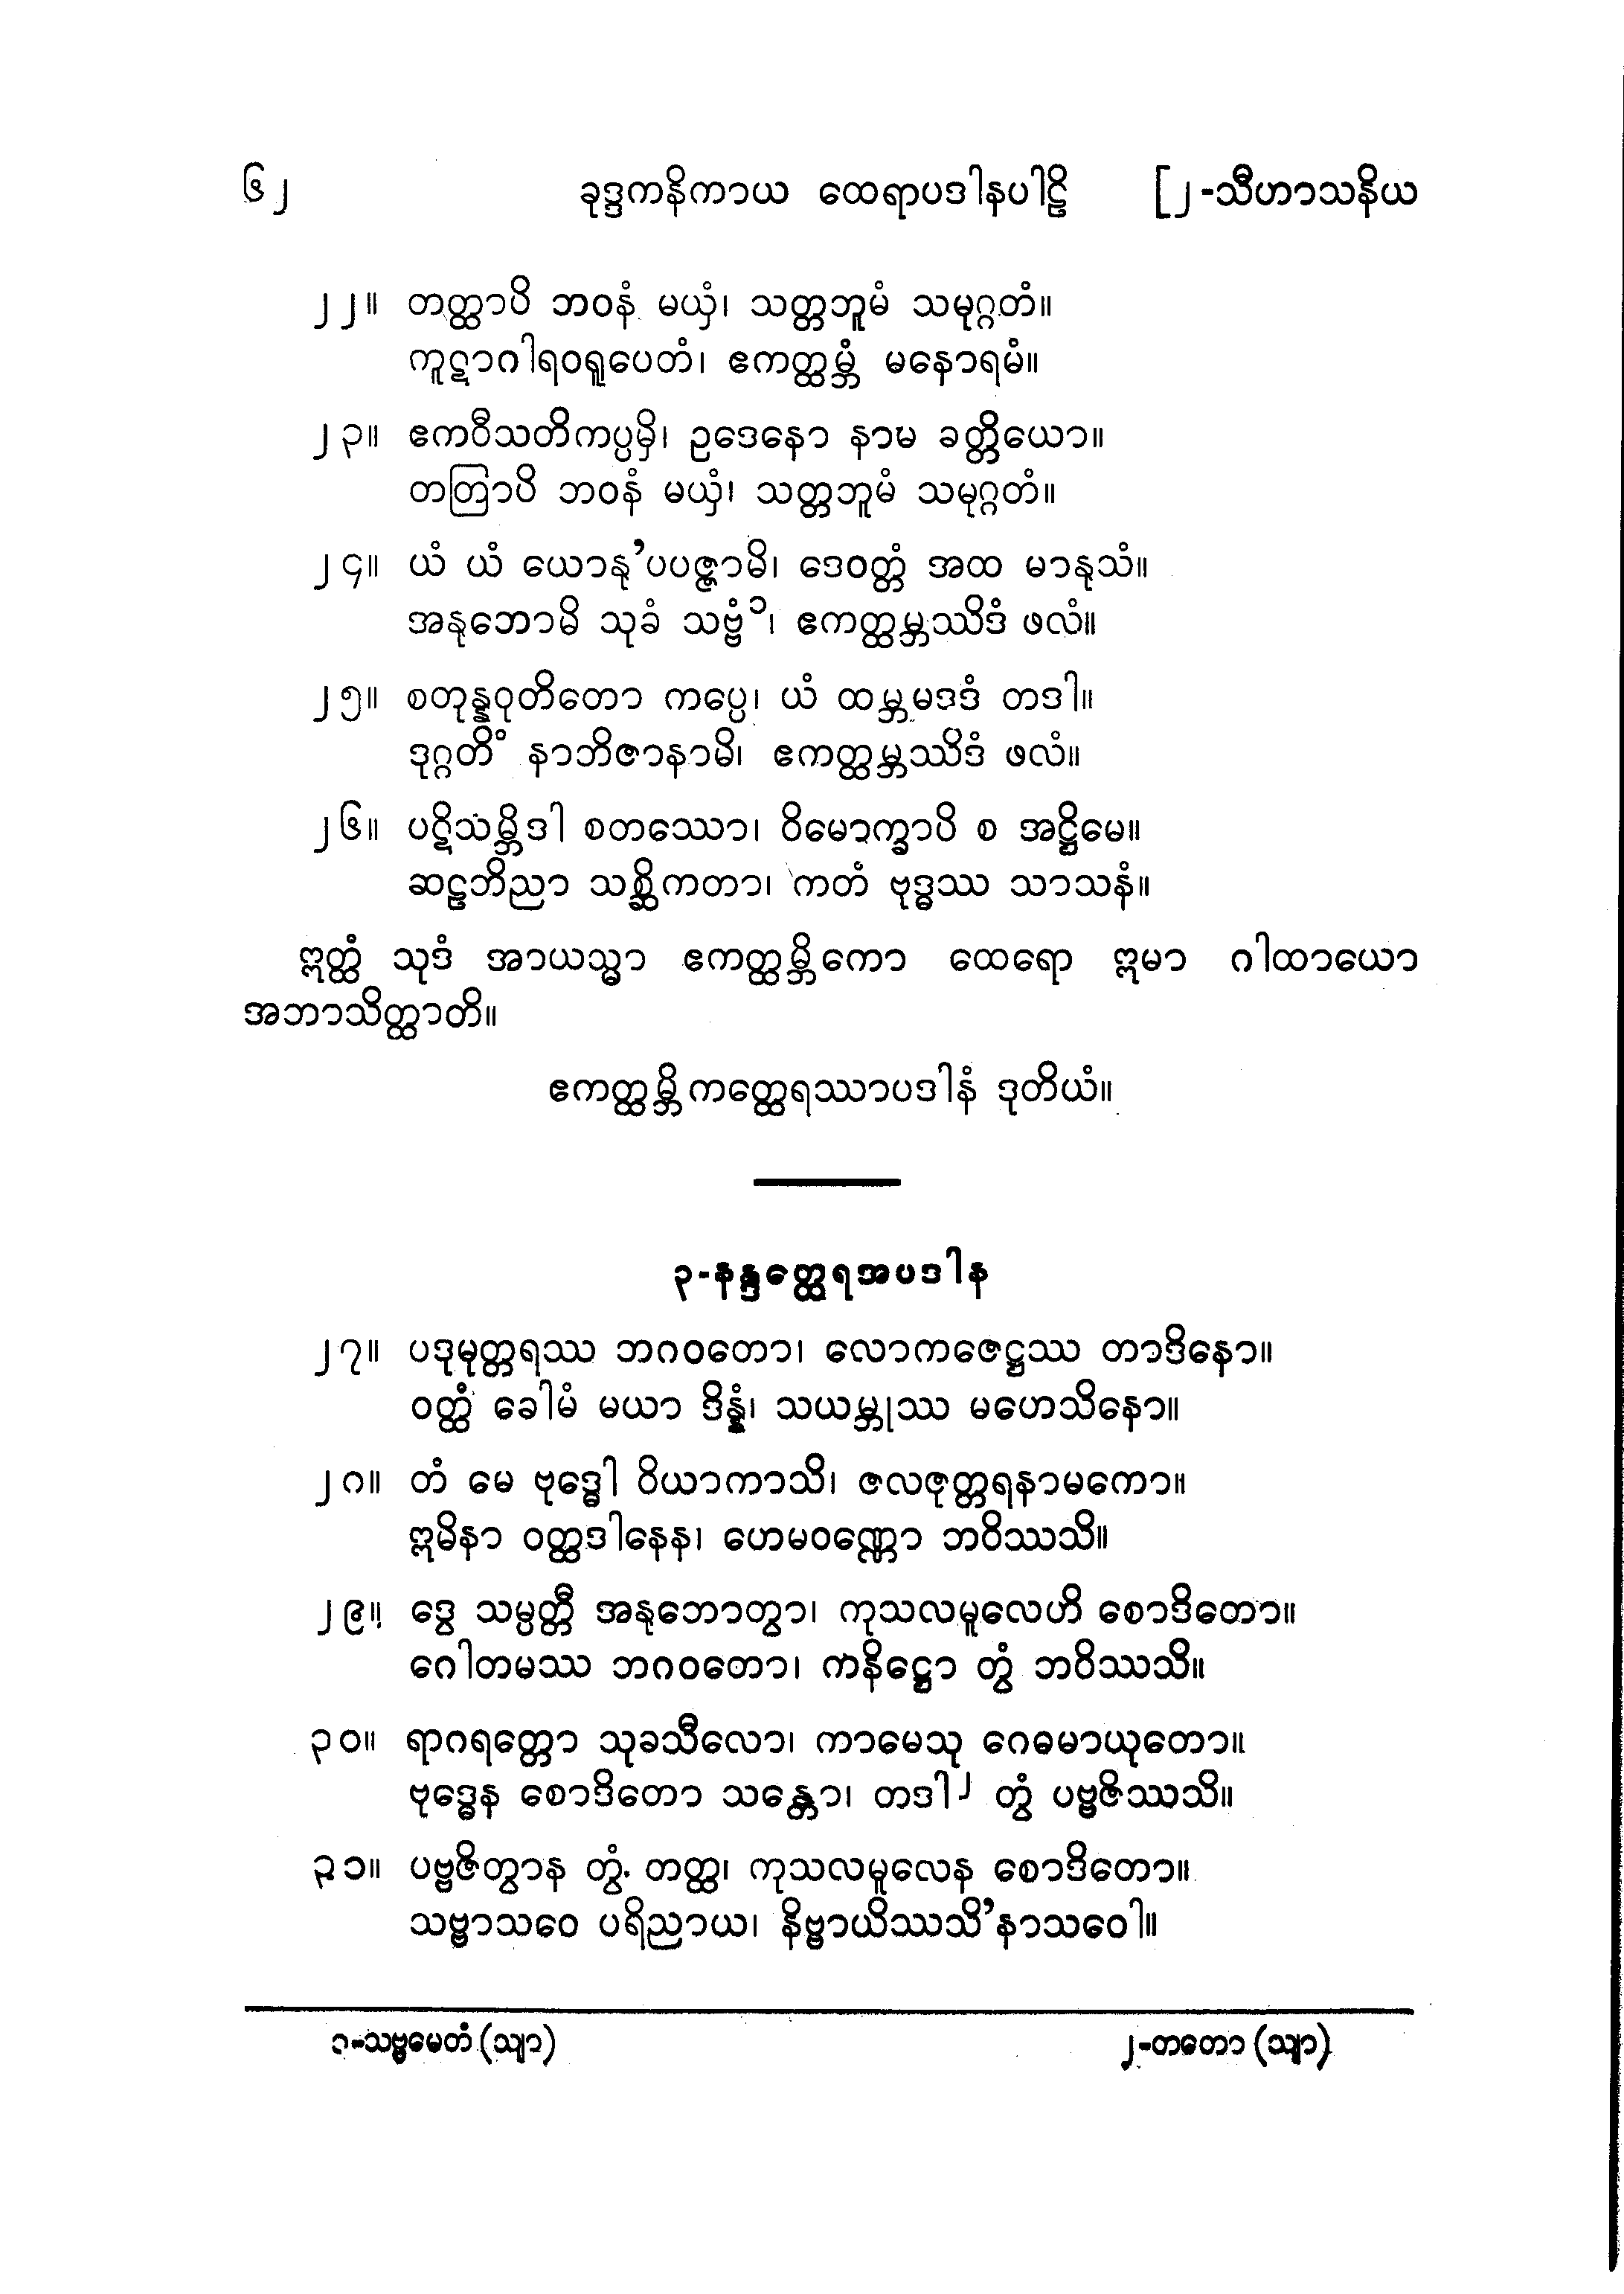 ၆၂ ခုဒ္ဒကနိကာယ ထေရာပဒါနပါဠိ [၂-သီဟာသနိယ
၂၂။ တတ္ထာပိ ဘဝနံ မယှံ၊ သတ္တဘူမံ သမုဂ္ဂတံ။
ကူဋာဂါရဝရူပေတံ၊ ဧကတ္ထမ္ဘံ မနောရမံ။
၂၃။ ဧကဝီသတိကပ္ပမှိ၊ ဥဒေနော နာမ ခတ္တိယော။
တတြာပိ ဘဝနံ မယှံ၊ သတ္တဘူမံ သမုဂ္ဂတံ။
၂၄။ ယံ ယံ ယောနု’ပပဇ္ဇာမိ၊ ဒေဝတ္တံ အထ မာနုသံ။
အနုဘောမိ သုခံ သဗ္ဗံ၁၊ ဧကတ္ထမ္ဘဿိဒံ ဖလံ။
၂၅။ စတုန္နဝုတိတော ကပ္ပေ၊ ယံ ထမ္ဘမဒဒံ တဒါ။
ဒုဂ္ဂတိံ နာဘိဇာနာမိ၊ ဧကတ္ထမ္ဘဿိဒံ ဖလံ။
၂၆။ ပဋိသမ္ဘိဒါ စတဿော၊ ဝိမောက္ခာပိ စ အဋ္ဌိမေ။
ဆဠဘိညာ သစ္ဆိကတာ၊ ကတံ ဗုဒ္ဓဿ သာသနံ။
ဣတ္ထံ သုဒံ အာယသ္မာ ဧကတ္ထမ္ဘိကော ထေရော ဣမာ ဂါထာယော
အဘာသိတ္ထာတိ။
ဧကတ္ထမ္ဘိကတ္ထေရဿာပဒါနံ ဒုတိယံ။
၃-နန္ဒတ္ထေရအပဒါန
၂၇။ ပဒုမုတ္တရဿ ဘဂဝတော၊ လောကဇေဋ္ဌဿ တာဒိနော။
ဝတ္ထံ ခေါမံ မယာ ဒိန္နံ၊ သယမ္ဘုဿ မဟေသိနော။
၂၈။ တံ မေ ဗုဒ္ဓေါ ဝိယာကာသိ၊ ဇလဇုတ္တရနာမကော။
ဣမိနာ ဝတ္ထဒါနေန၊ ဟေမဝဏ္ဏော ဘဝိဿသိ။
၂၉။ ဒွေ သမ္ပတ္တီ အနုဘောတွာ၊ ကုသလမူလေဟိ စောဒိတော။
ဂေါတမဿ ဘဂဝတော၊ ကနိဋ္ဌော တွံ ဘဝိဿသိ။
၃၀။ ရာဂရတ္တော သုခသီလော၊ ကာမေသု ဂေဓမာယုတော။
ဗုဒ္ဓေန စောဒိတော သန္တော၊ တဒါ၂ တွံ ပဗ္ဗဇိဿသိ။
၃၁။ ပဗ္ဗဇိတွာန တွံ တတ္ထ၊ ကုသလမူလေန စောဒိတော။
သဗ္ဗာသဝေ ပရိညာယ၊ နိဗ္ဗာယိဿသိ’နာသဝေါ။
၁-သဗ္ဗမေတံ (သျာ) ၂-တတော (သျာ)